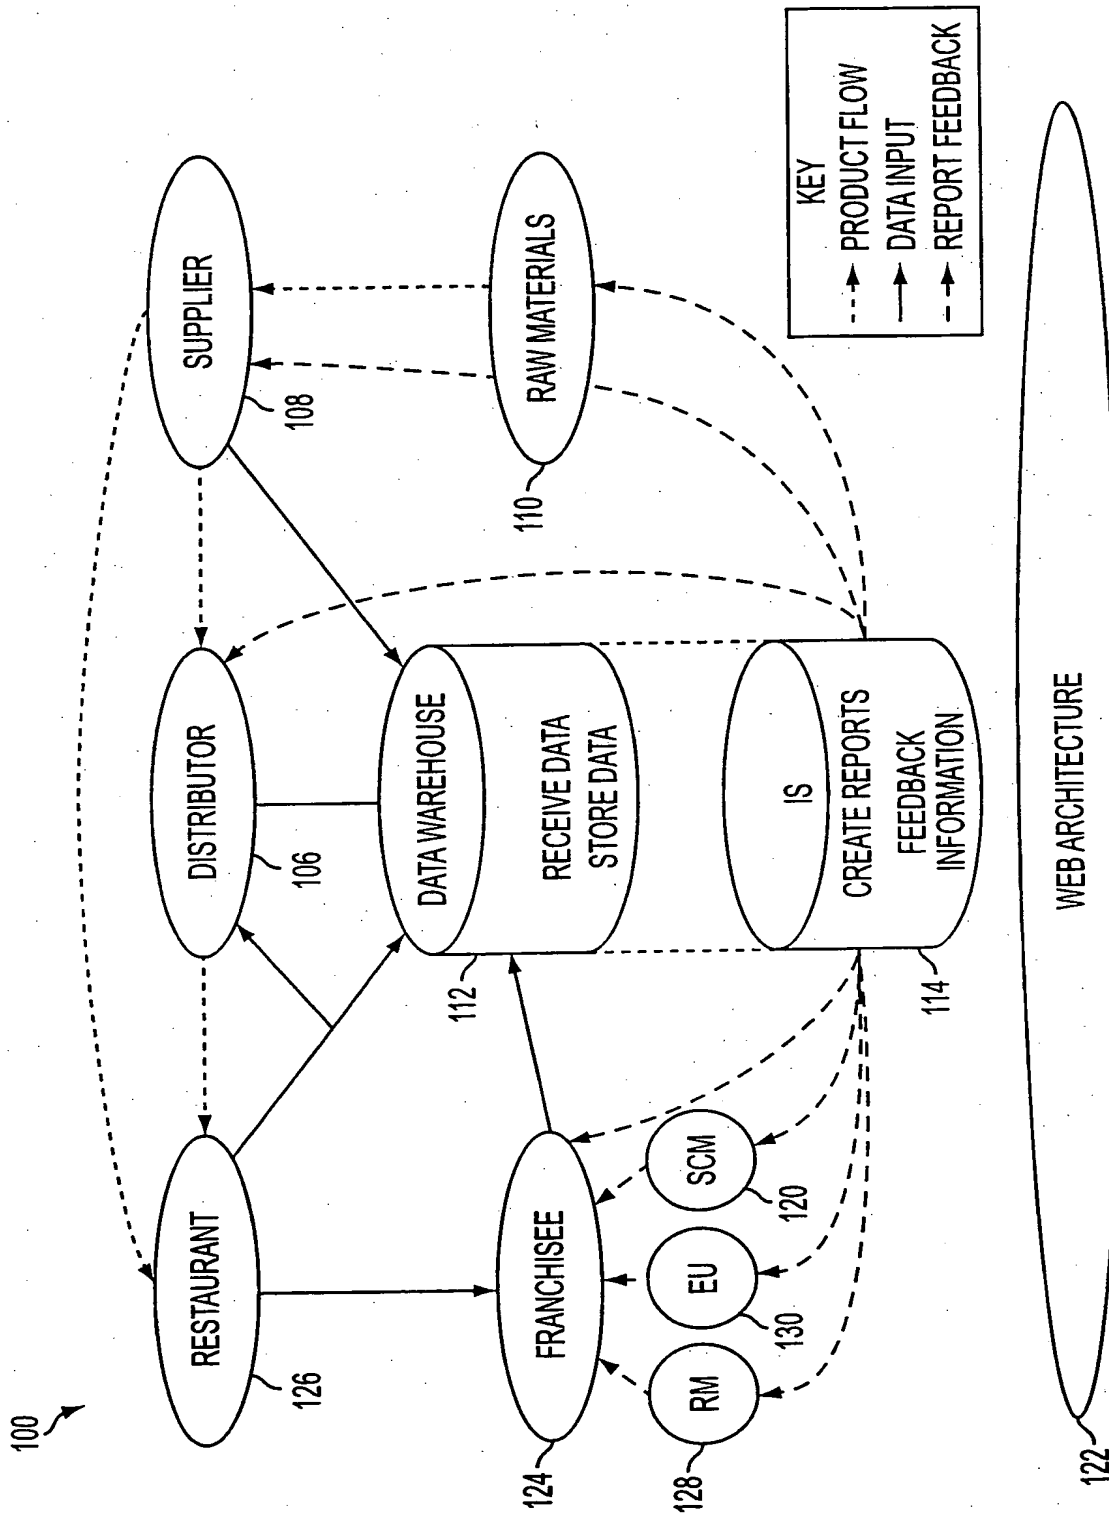 100
RESTAURANT
126
DISTRIBUTOR
106
SUPPLIER
108
FRANCHISEE
124
DATA WAREHOUSE
RECEIVE DATA
STORE DATA
112
RAW MATERIALS
110
RM
128
EU
130
SCM
120
IS
CREATE REPORTS
FEEDBACK
INFORMATION
114
KEY
PRODUCT FLOW
DATA INPUT
REPORT FEEDBACK
WEB ARCHITECTURE
122